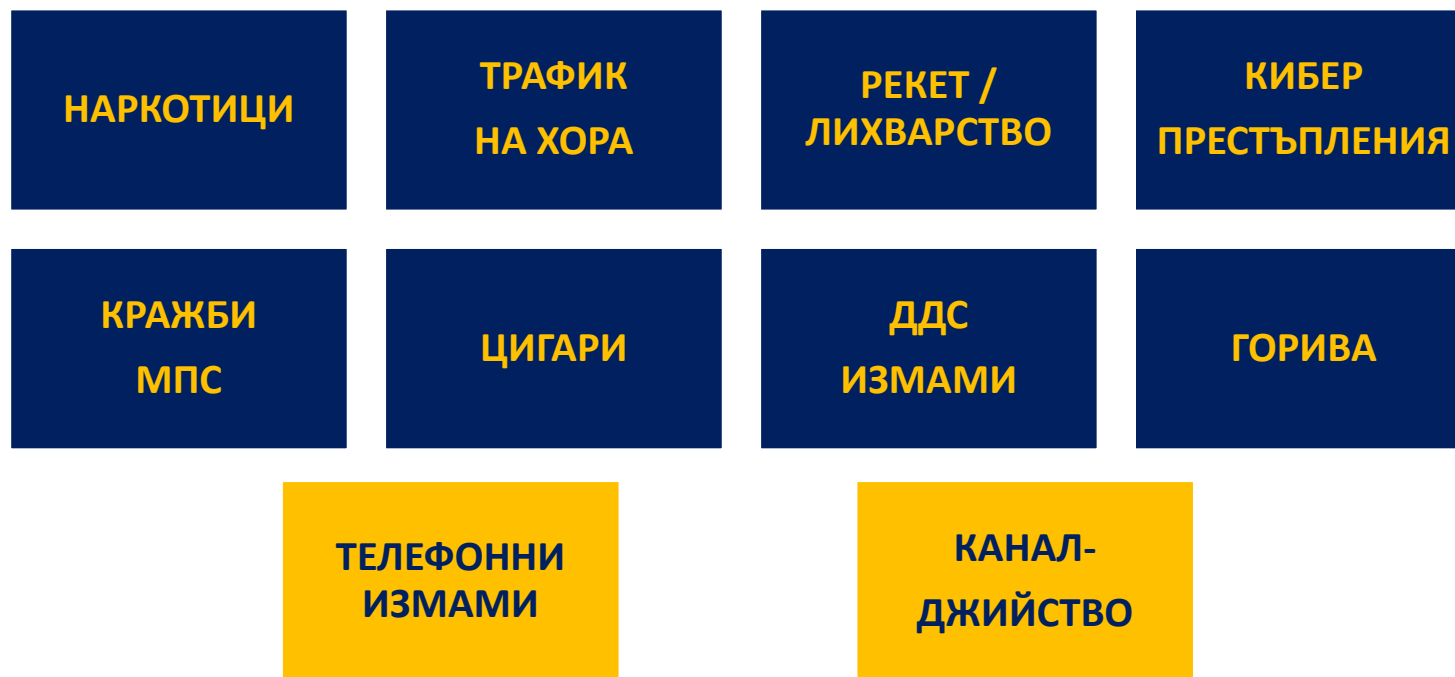 НАРКОТИЦИ
ТРАФИК
НА ХОРА
РЕКЕТ /
ЛИХВАРСТВО
КИБЕР
ПРЕСТЪПЛЕНИЯ
КРАЖБИ
МПС
ЦИГАРИ
ДДС
ИЗМАМИ
ГОРИВА
ТЕЛЕФОННИ
ИЗМАМИ
КАНАЛ-
ДЖИЙСТВО